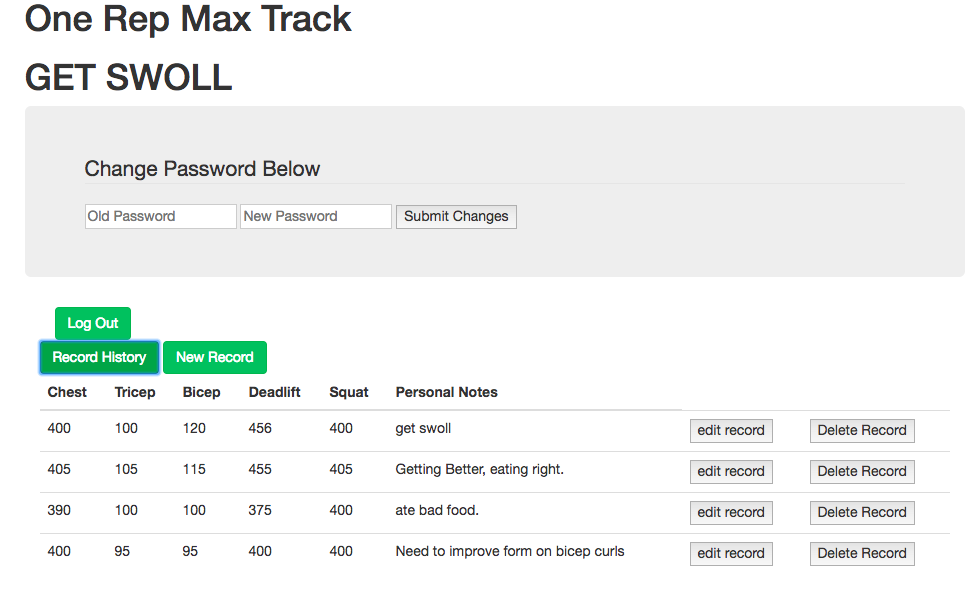 One Rep Max Track
GET SWOLL
Change Password Below
Old Password New Password Submit Changes
Log Out
Record History New Record
Chest Tricep Bicep Deadlift Squat Personal Notes
400 100 120 456 400 get swoll edit record Delete Record
405 105 115 455 405 Getting Better, eating right. edit record Delete Record
390 100 100 375 400 ate bad food. edit record Delete Record
400 95 95 400 400 Need to improve form on bicep curls edit record Delete Record